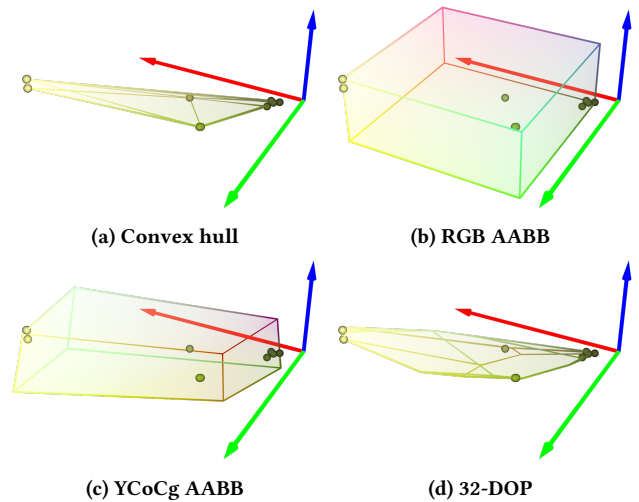 (a) Convex hull
(b) RGB AABB
(c) YCoCg AABB
(d) 32-DOP